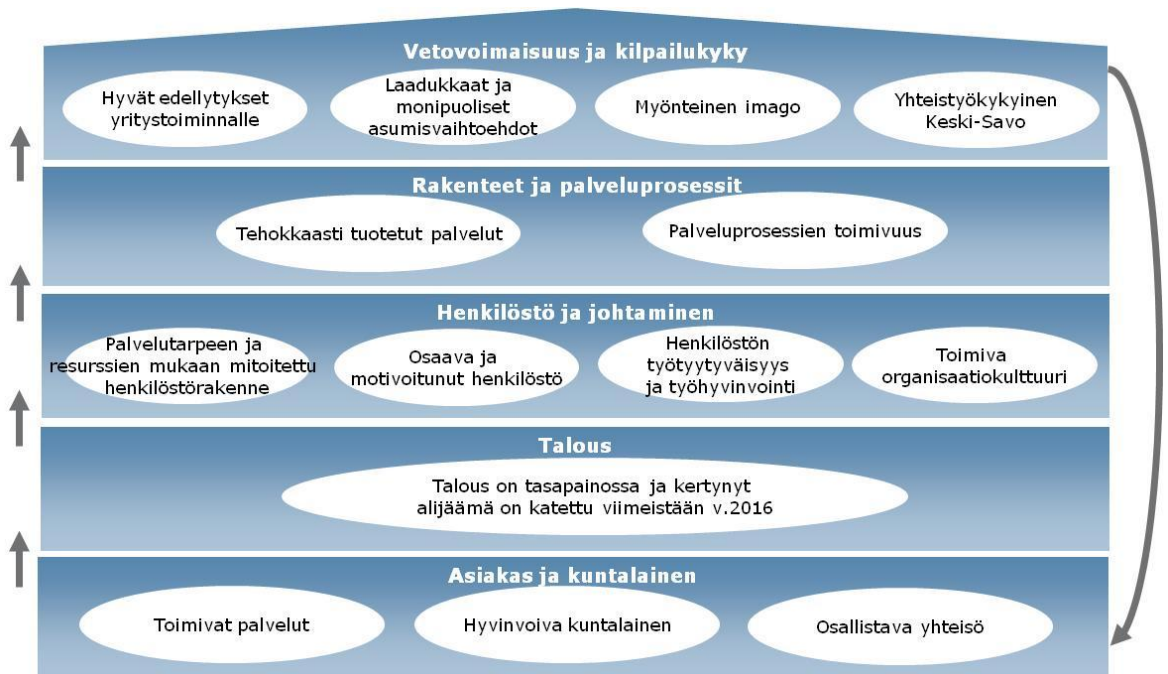 Vetovoimaisuus ja kilpailukyky
Hyvät edellytykset
yritystoiminnalle
Laadukkaat ja
monipuoliset
asumisvaihtoehdot
Myönteinen imago
Yhteistyökykyinen
Keski-Savo
Rakenteet ja palveluprosessit
Tehokkaasti tuotetut palvelut
Palveluprosessien toimivuus
Henkilöstö ja johtaminen
Palvelutarpeen ja
resurssien mukaan mitoitettu
henkilöstörakenne
Osaava ja
motivoitunut henkilöstö
Henkilöstön
työtyytyväisyys
ja työhyvinvointi
Toimiva
organisaatiokulttuuri
Talous
Talous on tasapainossa ja kertynyt
alijäämä on katettu viimeistään v.2016
Asiakas ja kuntalainen
Toimivat palvelut
Hyvinvoiva kuntalainen
Osallistava yhteisö